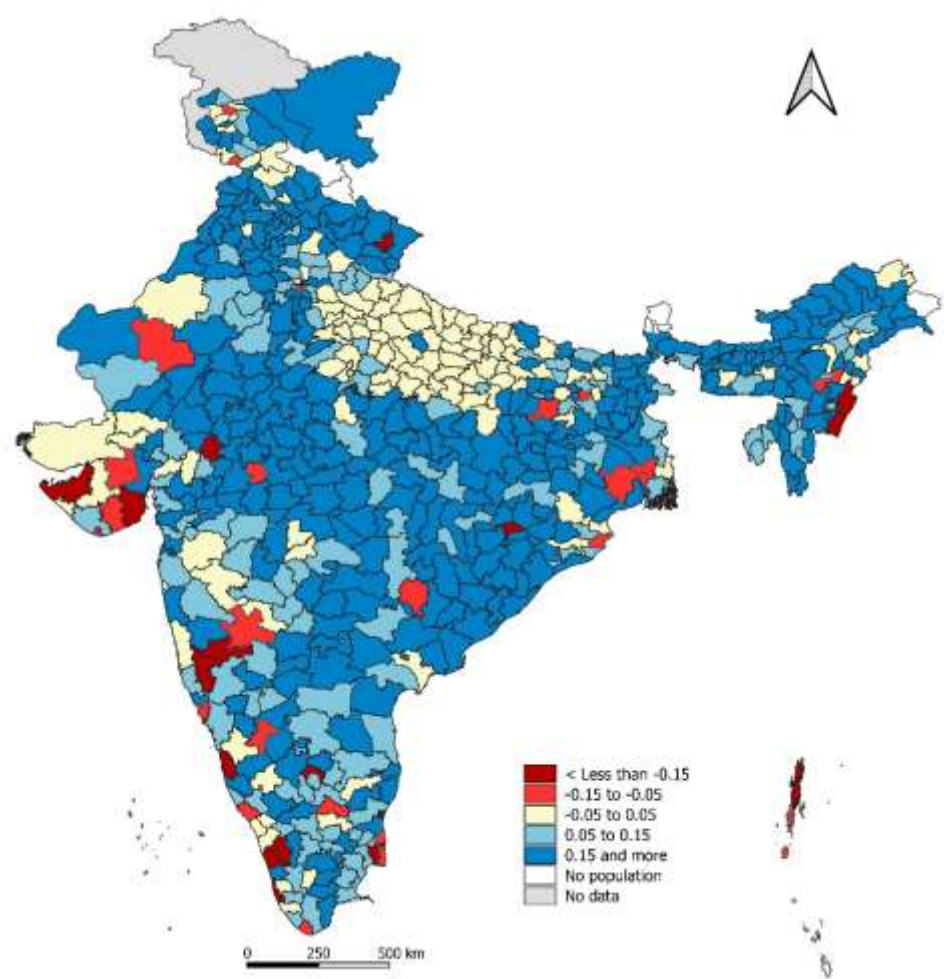 < Less than -0.15
-0.15 to -0.05
-0.05 to 0.05
0.05 to 0.15
0.15 and more
No population
No data
0 250 500 km